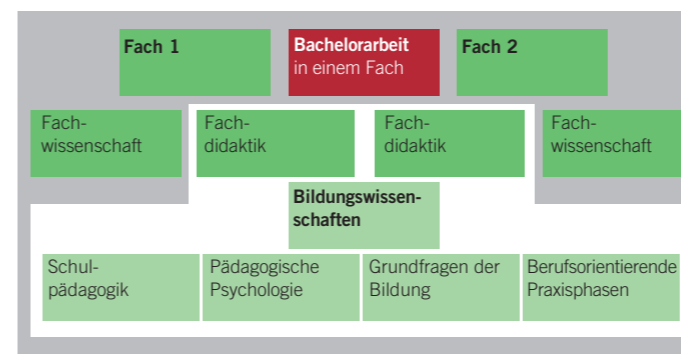 Fach 1
Bachelorarbeit
in einem Fach
Fach 2
Fach-
wissenschaft
Fach-
didaktik
Fach-
didaktik
Fach-
wissenschaft
Bildungswissen-
schaften
Schul-
pädagogik
Pädagogische
Psychologie
Grundfragen der
Bildung
Berufsorientierende
Praxisphasen